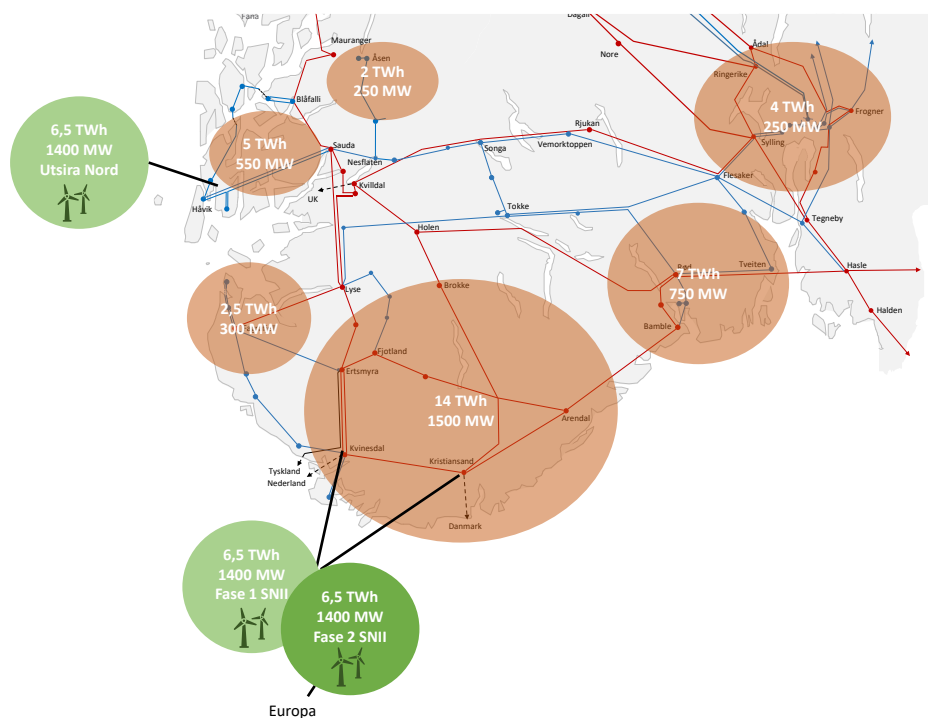 Fana
Dagali
Mauranger
Åsen
Nore
Ådal
Ringerike
2 TWh
250 MW
Blåfalli
4 TWh
250 MW
Frogner
6,5 TWh
1400 MW
Utsira Nord
5 TWh
550 MW
Sauda
Nesflaten
Songa
Rjukan
Vemorktoppen
Sylling
Kvilldal
UK
Flesaker
Håvik
Tokke
Holen
Tegneby
Tveiten
Hasle
7 TWh
750 MW
Lyse
Brokke
Halden
2,5 TWh
300 MW
Bamble
Fjotland
Ertsmyra
14 TWh
1500 MW
Arendal
Kvinesdal
Kristiansand
Tyskland
Nederland
Danmark
6,5 TWh
1400 MW
Fase 1 SNII
6,5 TWh
1400 MW
Fase 2 SNII
Europa